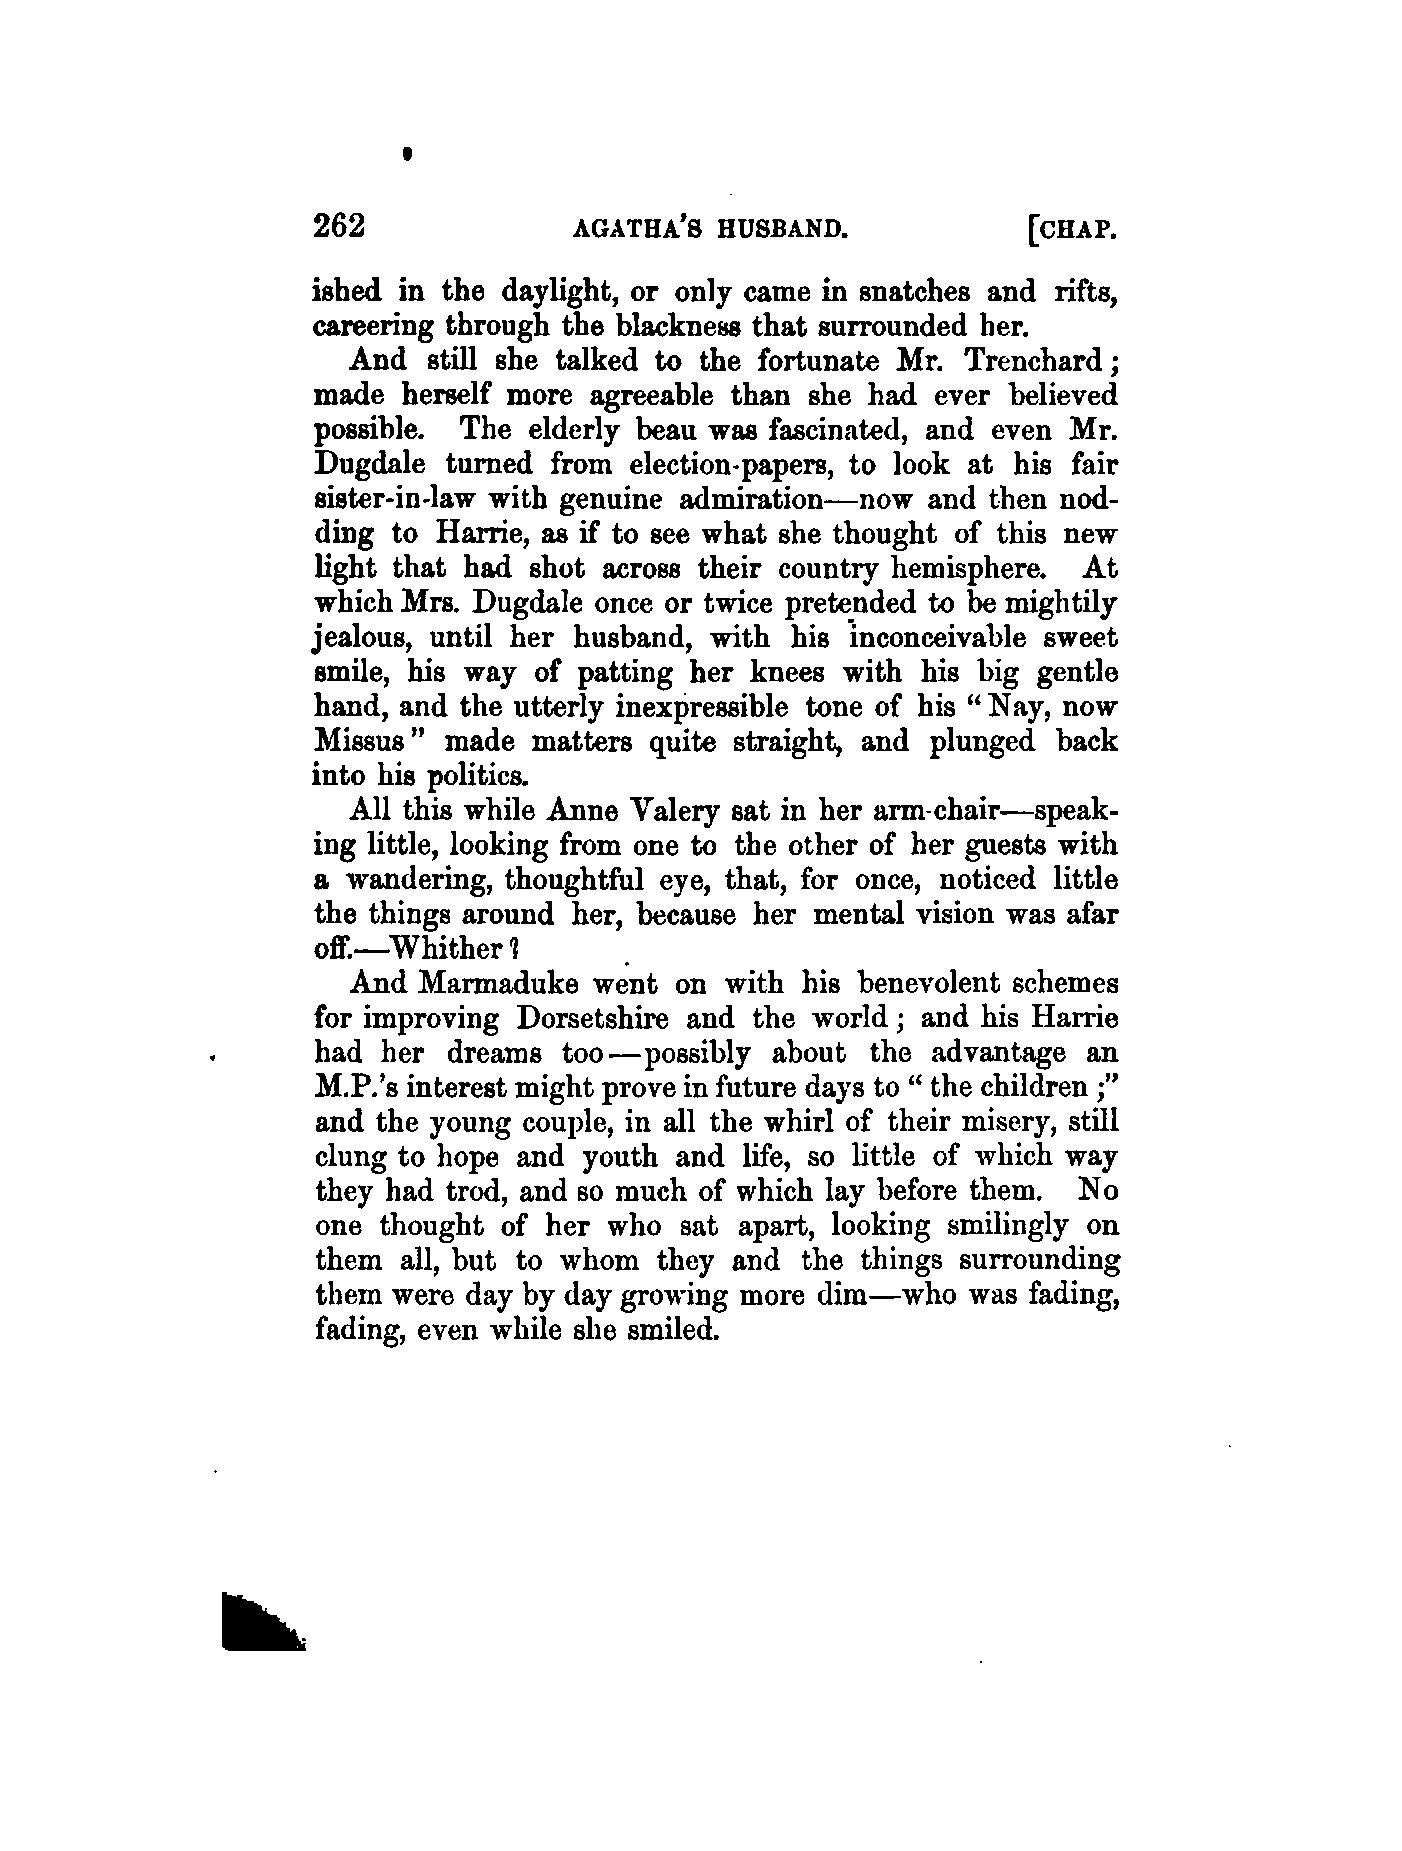 262 AGATHA'S HUSBAND. [CHAP.
ished in the daylight, or only came in snatches and rifts,
careering through the blackness that surrounded her.
And still she talked to the fortunate Mr. Trenchard;
made herself more agreeable than she had ever believed
possible. The elderly beau was fascinated, and even Mr.
Dugdale turned from election-papers, to look at his fair
sister-in-law with genuine admiration—now and then nod-
ding to Harrie, as if to see what she thought of this new
light that had shot across their country hemisphere. At
which Mrs. Dugdale once or twice pretended to be mightily
jealous, until her husband, with his inconceivable sweet
smile, his way of patting her knees with his big gentle
hand, and the utterly inexpressible tone of his "Nay, now
Missus" made matters quite straight, and plunged back
into his politics.
All this while Anne Valery sat in her arm-chair—speak-
ing little, looking from one to the other of her guests with
a wandering, thoughtful eye, that, for once, noticed little
the things around her, because her mental vision was afar
off.—Whither?
And Marmaduke went on with his benevolent schemes
for improving Dorsetshire and the world; and his Harrie
had her dreams too—possibly about the advantage an
M.P.'s interest might prove in future days to "the children;"
and the young couple, in all the whirl of their misery, still
clung to hope and youth and life, so little of which way
they had trod, and so much of which lay before them. No
one thought of her who sat apart, looking smilingly on
them all, but to whom they and the things surrounding
them were day by day growing more dim—who was fading,
fading, even while she smiled.